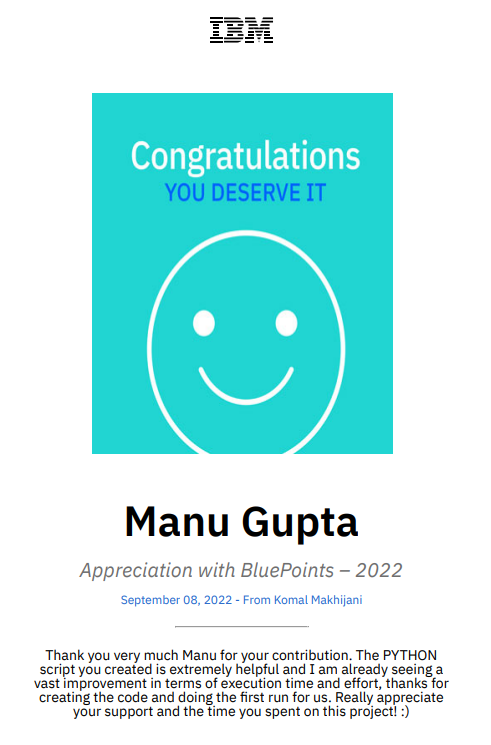 IBM
Congratulations
YOU DESERVE IT
Manu Gupta
Appreciation with BluePoints – 2022
September 08, 2022 - From Komal Makhijani
Thank you very much Manu for your contribution. The PYTHON
script you created is extremely helpful and I am already seeing a
vast improvement in terms of execution time and effort, thanks for
creating the code and doing the first run for us. Really appreciate
your support and the time you spent on this project! :)